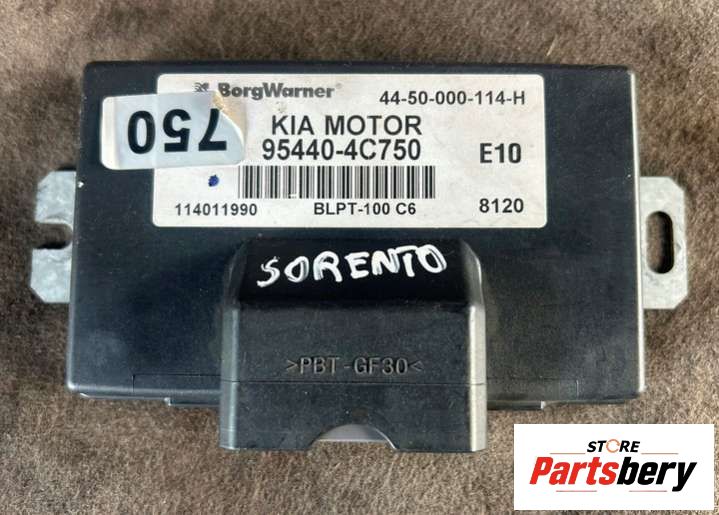 BorgWarner®
44-50-000-114-H
750
KIA MOTOR
95440-4C750
E10
114011990
BLPT-100 C6
8120
SORENTO
>PBT-GF30<
STORE
Partsbery